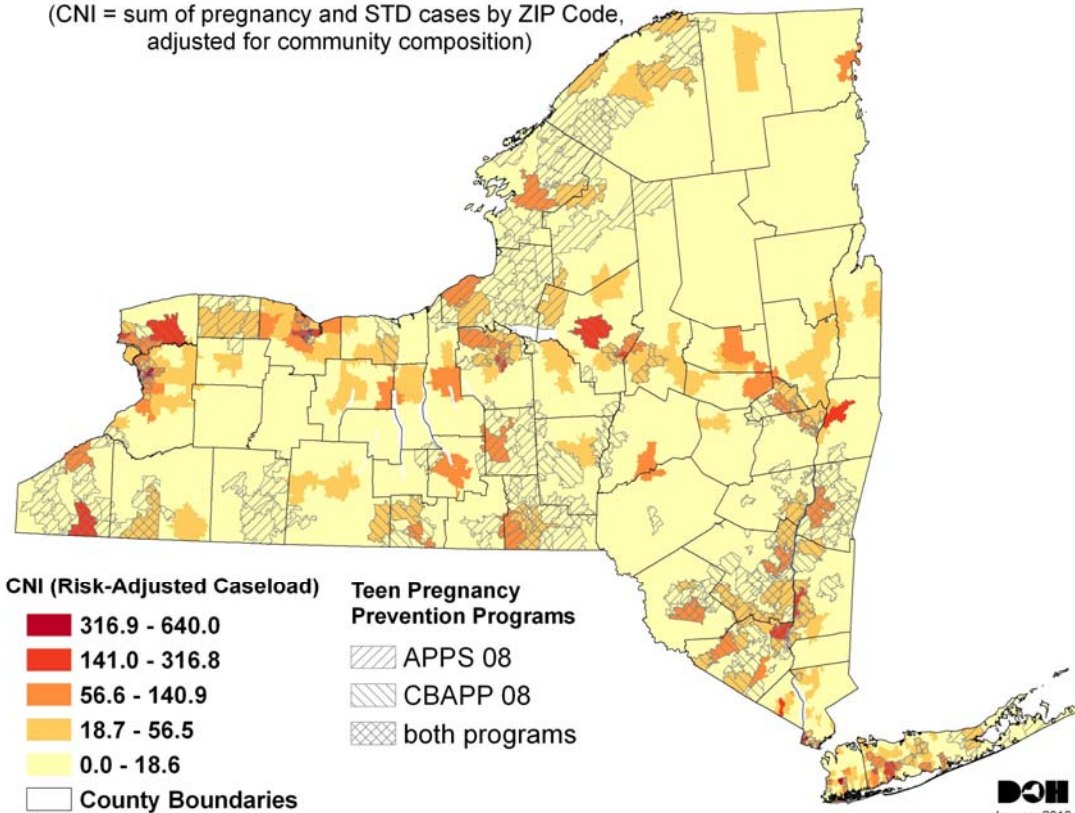 (CNI = sum of pregnancy and STD cases by ZIP Code,
adjusted for community composition)
CNI (Risk-Adjusted Caseload)
316.9 - 640.0
141.0 - 316.8
56.6 - 140.9
18.7 - 56.5
0.0 - 18.6
County Boundaries
Teen Pregnancy
Prevention Programs
APPS 08
CBAPP 08
both programs
DOH